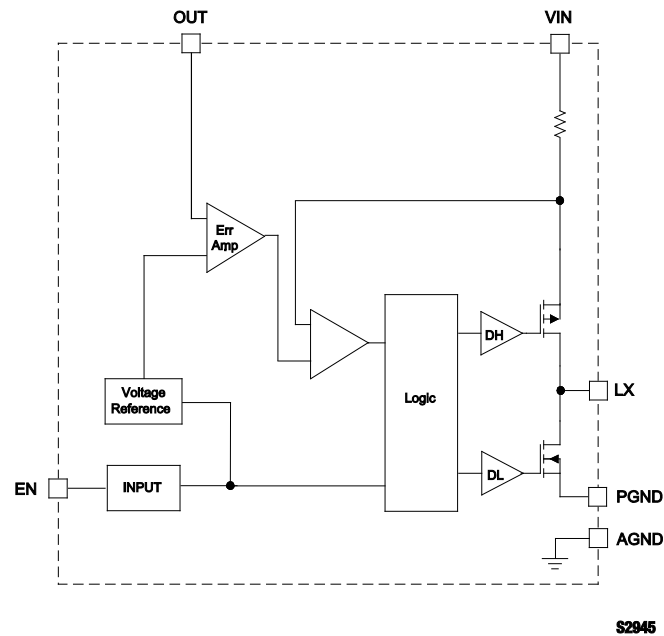 OUT
VIN
Err
Amp
DH
Voltage
Reference
Logic
LX
EN
INPUT
DL
PGND
AGND
S2945